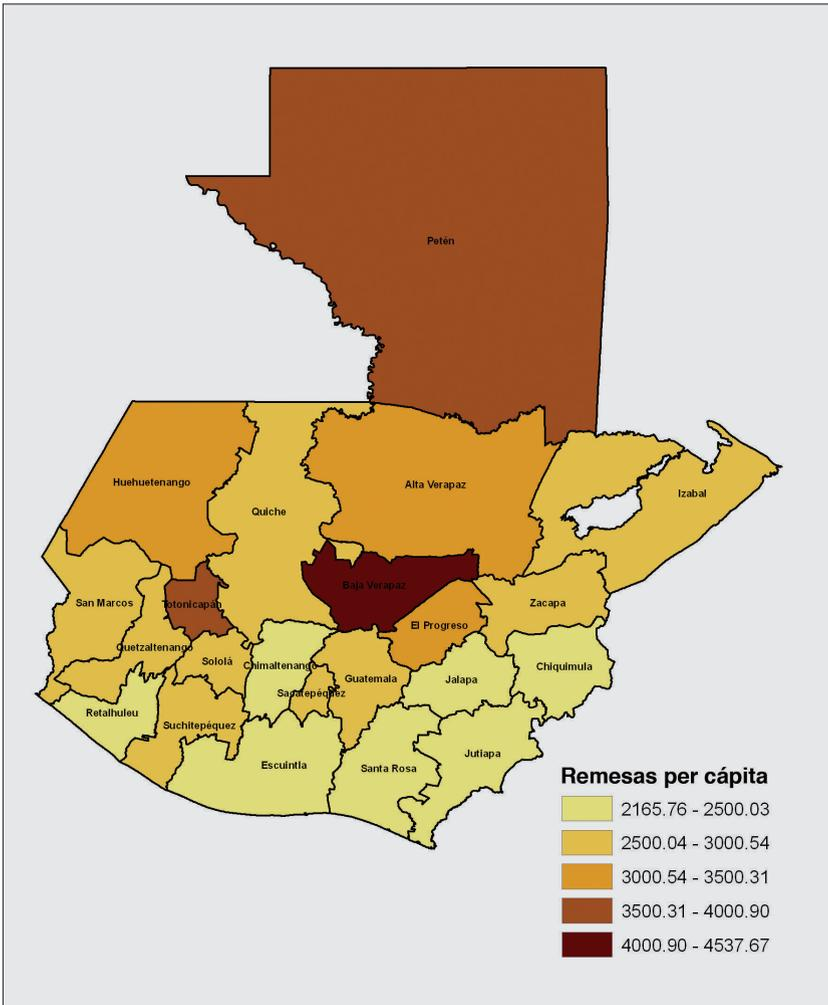 Petén
Huehuetenango
Alta Verapaz
Izabal
Quiche
Baja Verapaz
San Marcos
Totonicapán
Zacapa
El Progreso
Quetzaltenango
Sololá
Chimaltenango
Chiquimula
Guatemala
Jalapa
Sacatepéquez
Retalhuleu
Suchitepéquez
Jutiapa
Escuintla
Santa Rosa
Remesas per cápita
2165.76 - 2500.03
2500.04 - 3000.54
3000.54 - 3500.31
3500.31 - 4000.90
4000.90 - 4537.67